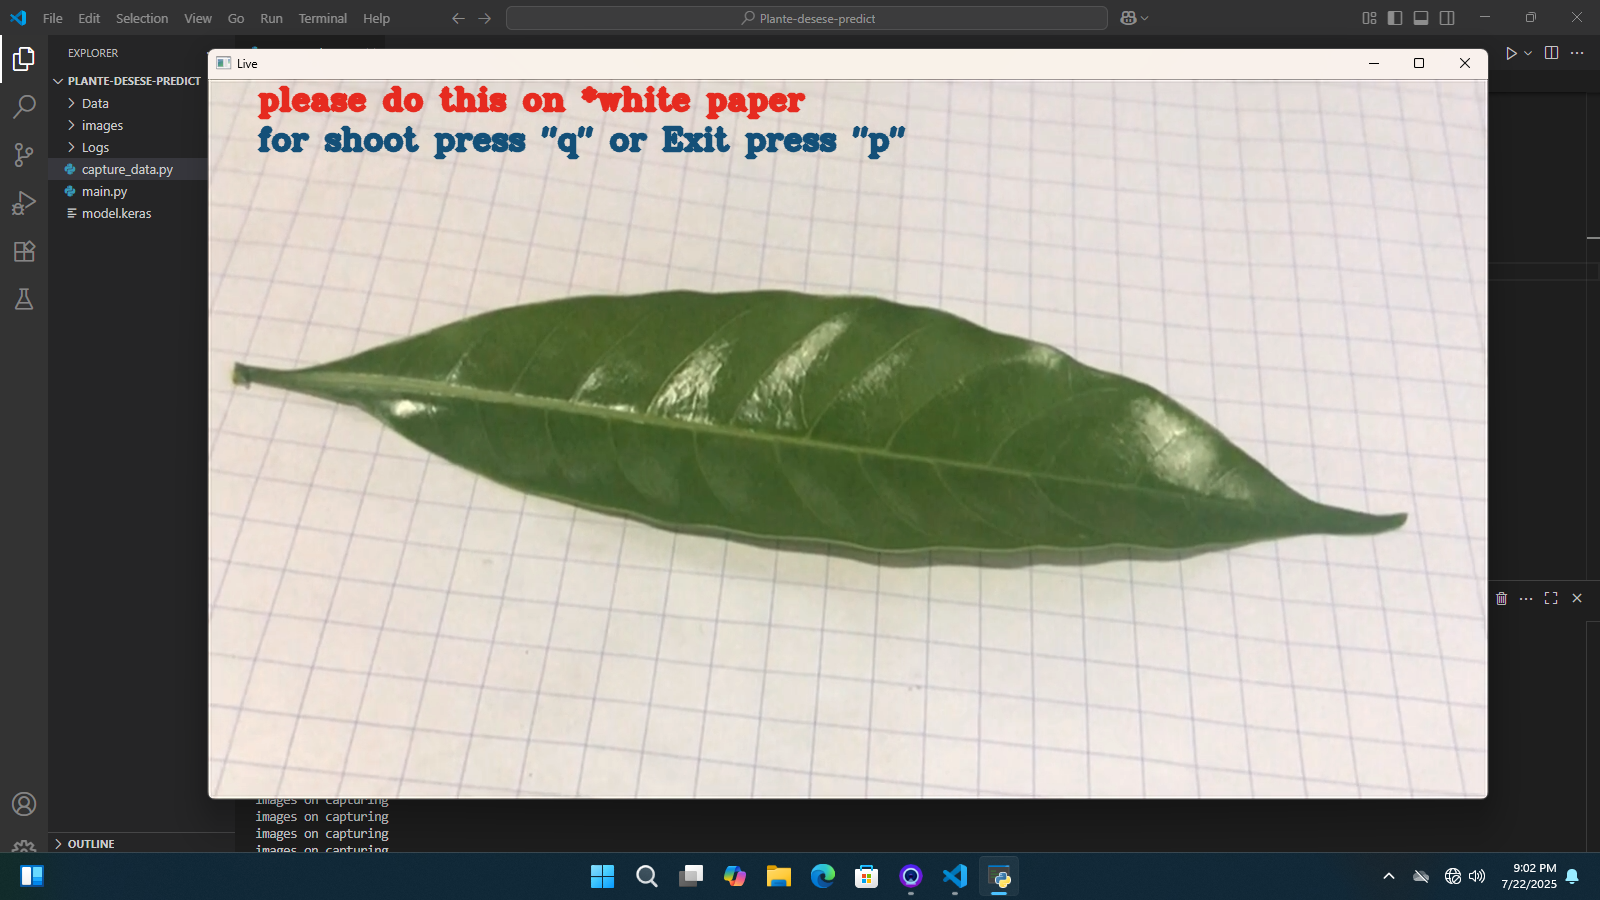 File Edit Selection View Go Run Terminal Help
Plante-desese-predict
EXPLORER
Live
PLANTE-DESESE-PREDICT
please do this on *white paper
Data
images
for shoot press "q" or Exit press "p"
Logs
capture_data.py
main.py
model.keras
images on capturing
images on capturing
images on capturing
images on capturing
OUTLINE
9:02 PM
7/22/2025